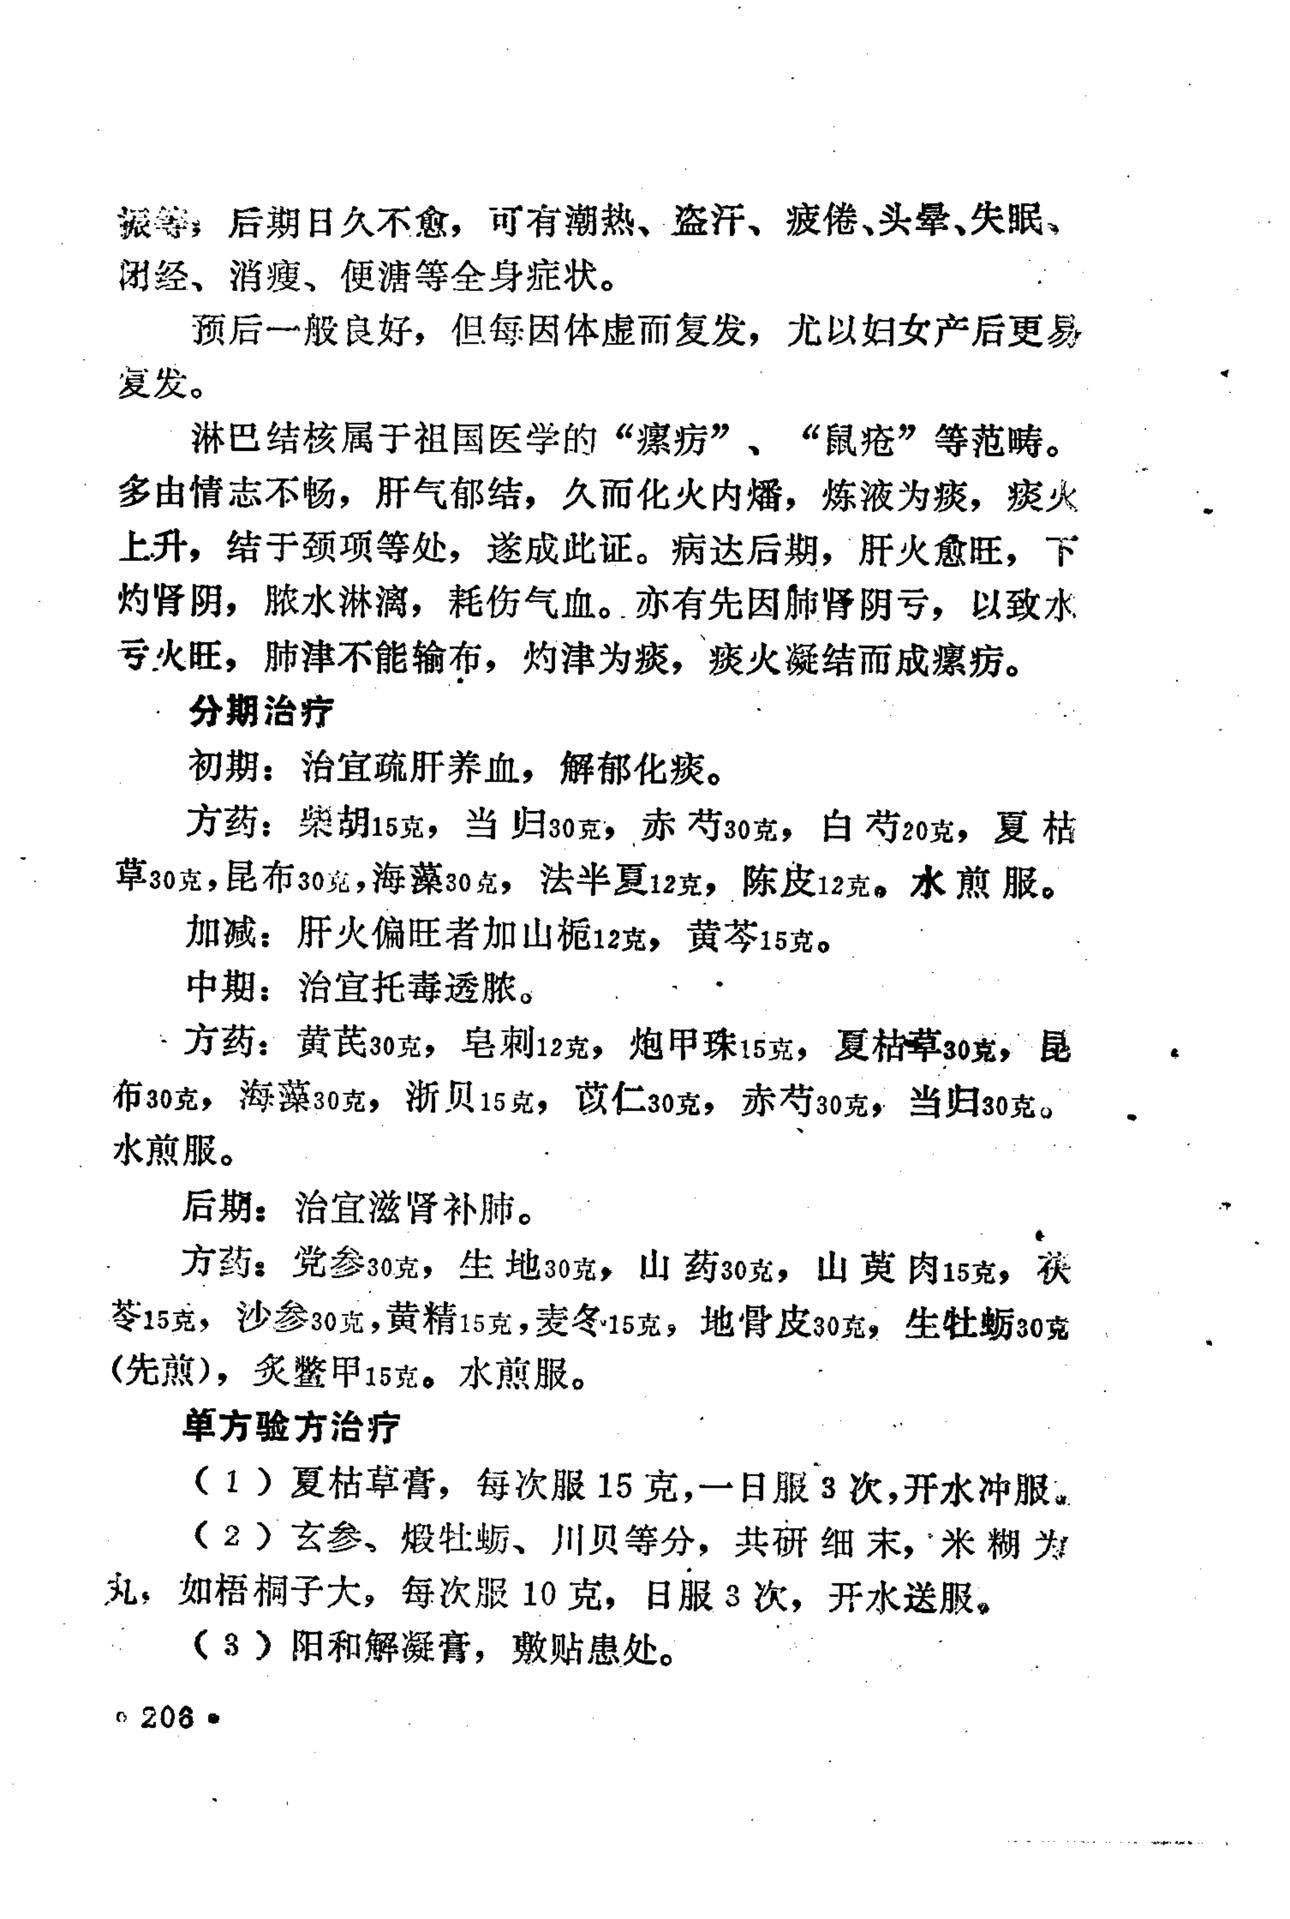 振等；后期日久不愈，可有潮热、盗汗、疲倦、头晕、失眠、
闭经、消瘦、便溏等全身症状。
预后一般良好，但每因体虚而复发，尤以妇女产后更易
复发。
淋巴结核属于祖国医学的“瘰疬”、“鼠疮”等范畴。
多由情志不畅，肝气郁结，久而化火内燔，炼液为痰，痰火
上升，结于颈项等处，遂成此证。病达后期，肝火愈旺，下
灼肾阴，脓水淋漓，耗伤气血。亦有先因肺肾阴亏，以致水
亏火旺，肺津不能输布，灼津为痰，痰火凝结而成瘰疬。
分期治疗
初期：治宜疏肝养血，解郁化痰。
方药：柴胡15克，当归30克，赤芍30克，白芍20克，夏枯
草30克，昆布30克，海藻30克，法半夏12克，陈皮12克。水煎服。
加减：肝火偏旺者加山栀12克，黄芩15克。
中期：治宜托毒透脓。
方药：黄芪30克，皂刺12克，炮甲珠15克，夏枯草30克，昆
布30克，海藻30克，浙贝15克，苡仁30克，赤芍30克，当归30克。
水煎服。
后期：治宜滋肾补肺。
方药：党参30克，生地30克，山药30克，山萸肉15克，茯
苓15克，沙参30克，黄精15克，麦冬15克，地骨皮30克，生牡蛎30克
(先煎)，炙鳖甲15克。水煎服。
单方验方治疗
（1）夏枯草膏，每次服15克，一日服3次，开水冲服。
（2）玄参、煅牡蛎、川贝等分，共研细末，米糊为
丸，如梧桐子大，每次服10克，日服3次，开水送服。
（3）阳和解凝膏，敷贴患处。
• 206 •